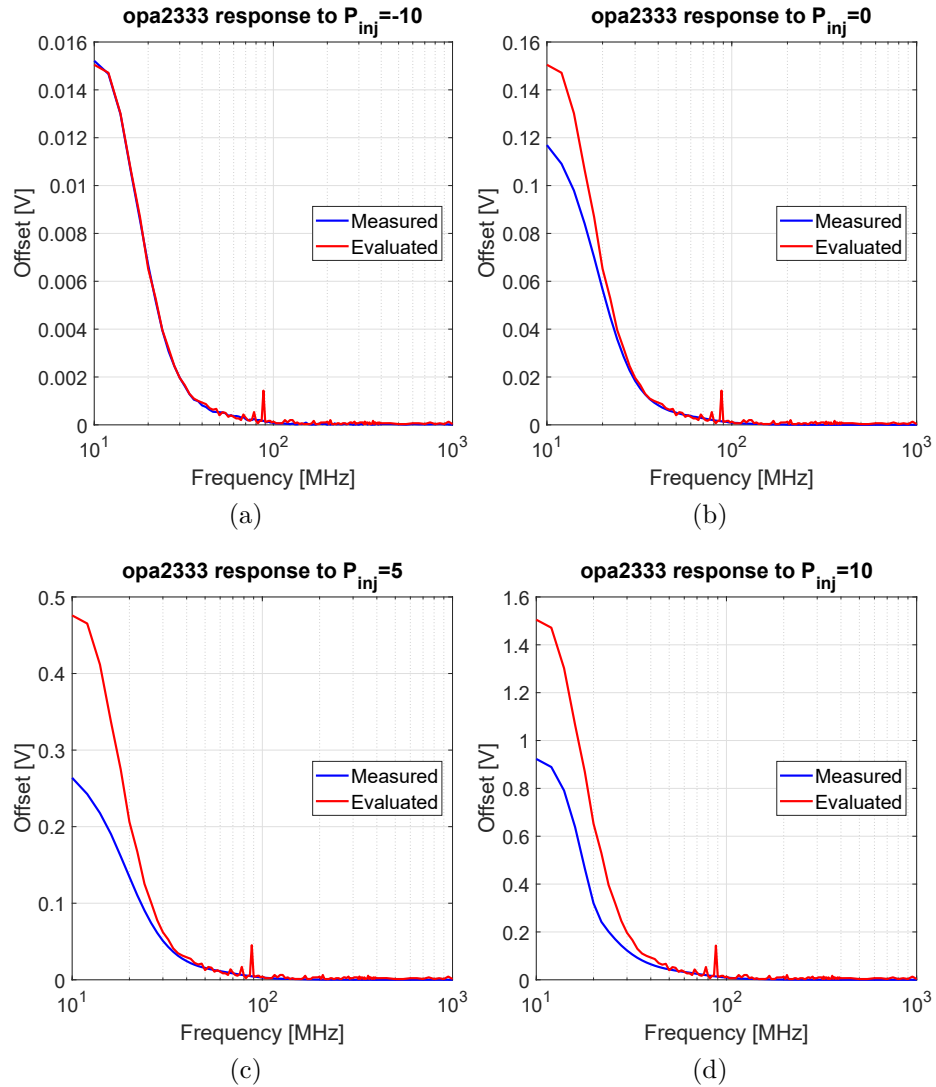 opa2333 response to P_inj=-10
0.016
0.014
0.012
0.01
0.008
0.006
0.004
0.002
0
Offset [V]
Measured
Evaluated
10^1
10^2
10^3
Frequency [MHz]
(a)
opa2333 response to P_inj=0
0.16
0.14
0.12
0.1
0.08
0.06
0.04
0.02
0
Offset [V]
Measured
Evaluated
10^1
10^2
10^3
Frequency [MHz]
(b)
opa2333 response to P_inj=5
0.5
0.4
0.3
0.2
0.1
0
Offset [V]
Measured
Evaluated
10^1
10^2
10^3
Frequency [MHz]
(c)
opa2333 response to P_inj=10
1.6
1.4
1.2
1
0.8
0.6
0.4
0.2
0
Offset [V]
Measured
Evaluated
10^1
10^2
10^3
Frequency [MHz]
(d)